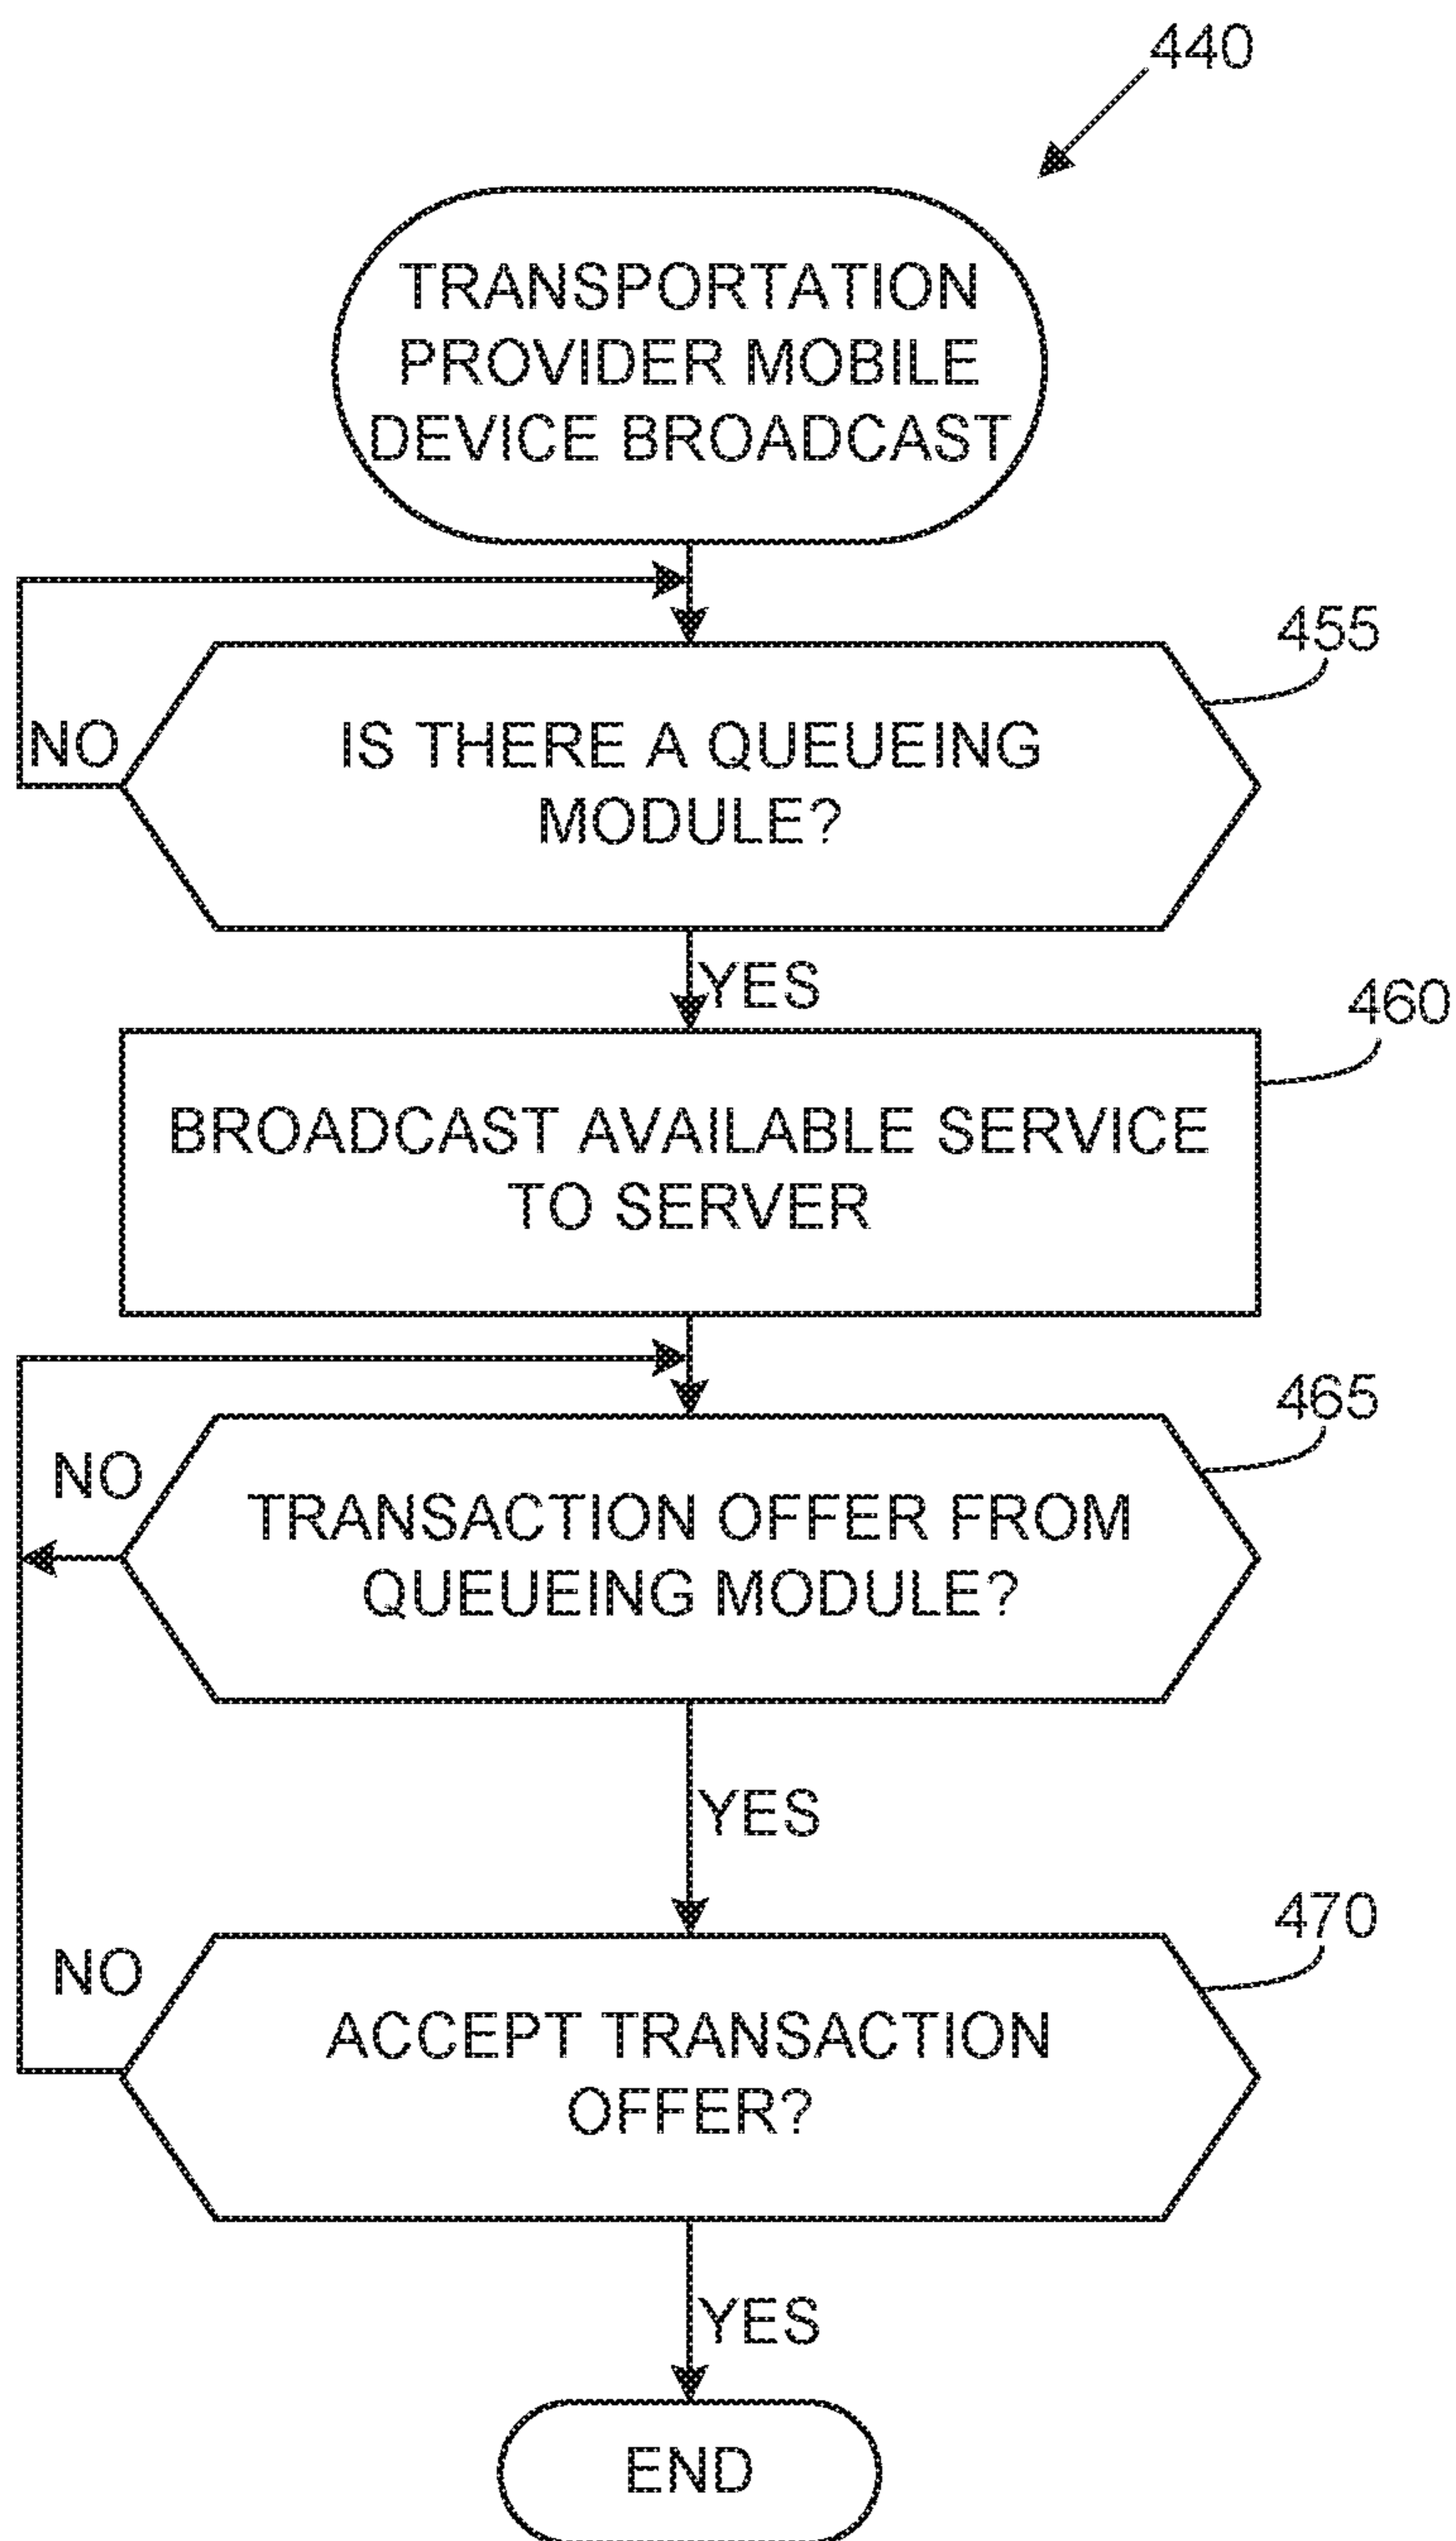 440
TRANSPORTATION
PROVIDER MOBILE
DEVICE BROADCAST
455
NO
IS THERE A QUEUEING
MODULE?
YES
460
BROADCAST AVAILABLE SERVICE
TO SERVER
465
NO
TRANSACTION OFFER FROM
QUEUEING MODULE?
YES
470
NO
ACCEPT TRANSACTION
OFFER?
YES
END